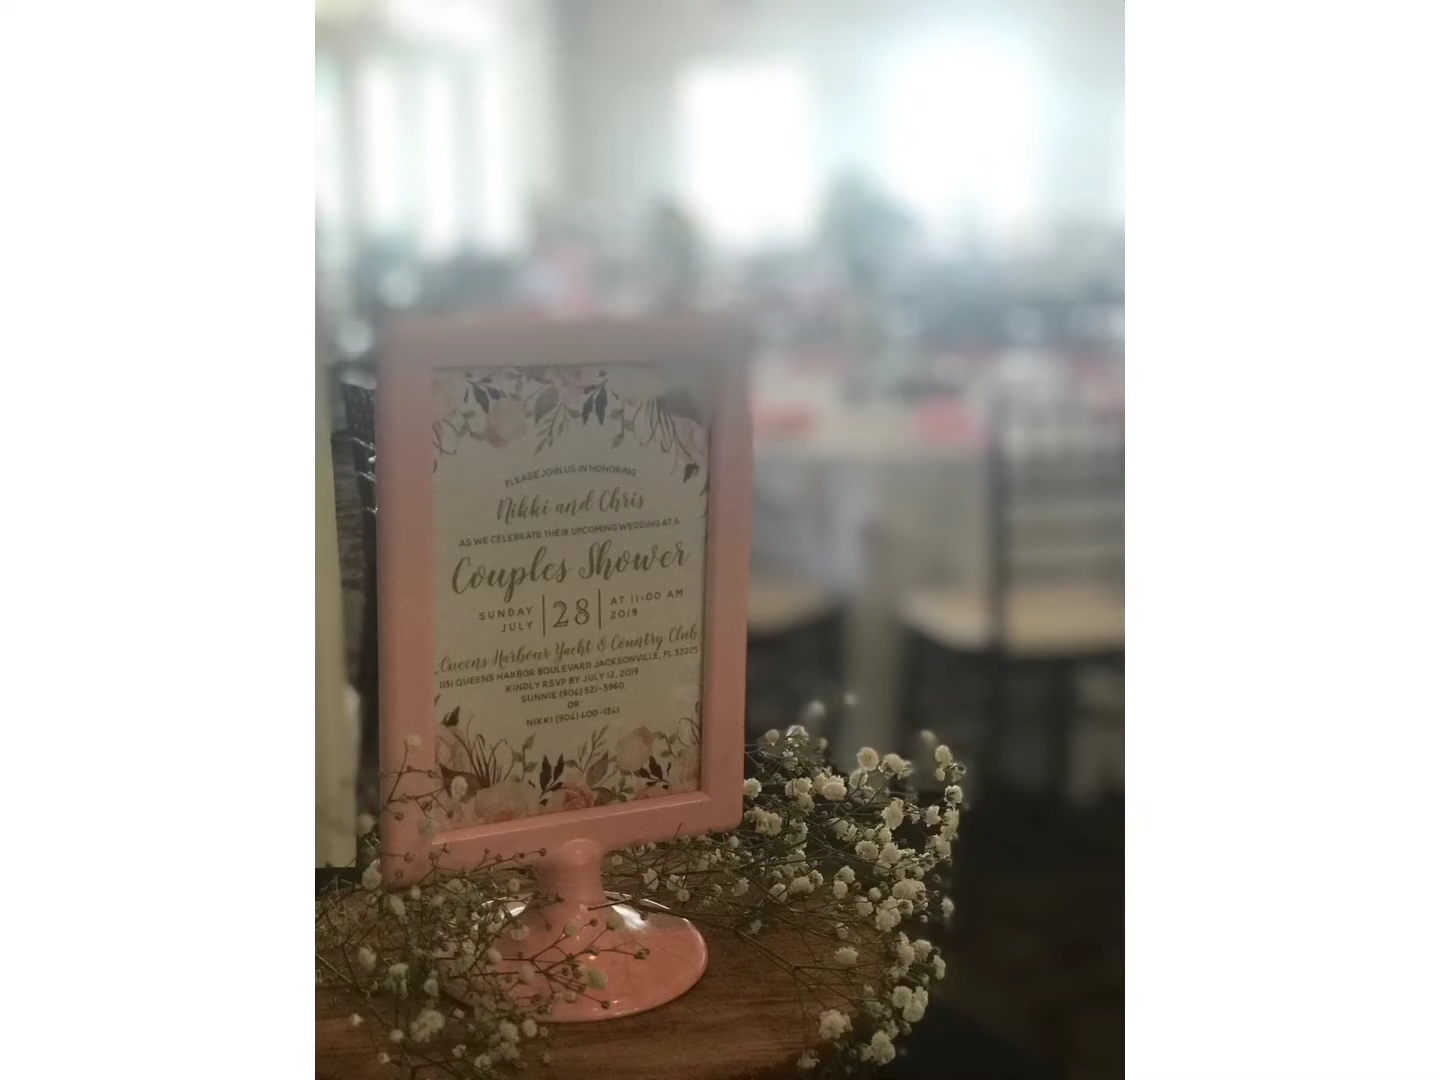 PLEASE JOIN US IN HONORING
Nikki and Chris
AS WE CELEBRATE THEIR UPCOMING WEDDING AT A
Couples Shower
SUNDAY
JULY
28
AT 11:00 AM
2019
Queens Harbour Yacht & Country Club
1151 QUEENS HARBOR BOULEVARD JACKSONVILLE, FL 32225
KINDLY RSVP BY JULY 12, 2019
SUNNIE (904) 521-3960
OR
NIKKI (904) 400-1341